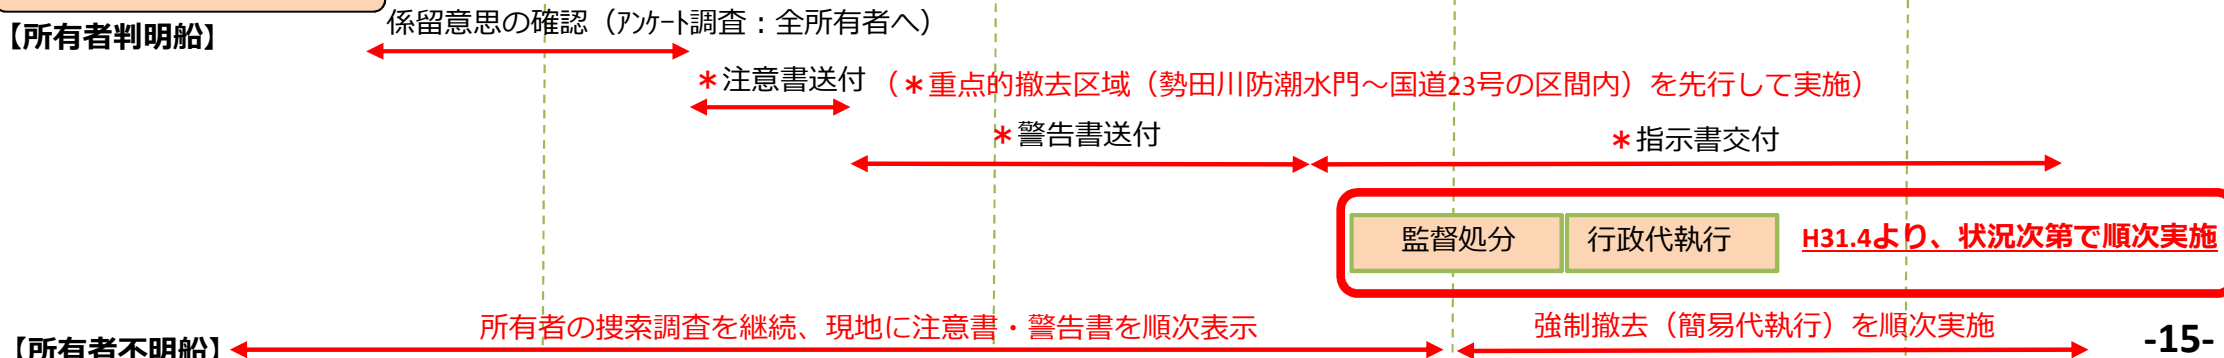 係留意思の確認（ｱﾝｹｰﾄ調査：全所有者へ）
【所有者判明船】
＊注意書送付（＊重点的撤去区域（勢田川防潮水門～国道23号の区間内）を先行して実施）
＊警告書送付
＊指示書交付
監督処分
行政代執行
H31.4より、状況次第で順次実施
所有者の捜索調査を継続、現地に注意書・警告書を順次表示
強制撤去（簡易代執行）を順次実施
【所有者不明船】
-15-